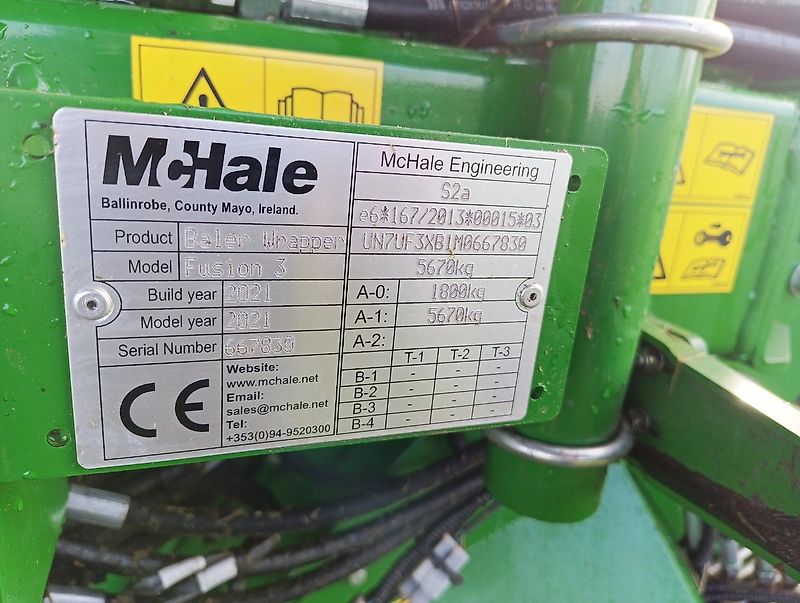 McHale
Ballinrobe, County Mayo, Ireland.
Product Baler Wrapper
Model Fusion 3
Build year 2021
Model year 2021
Serial Number 667830
CE
Website:
www.mchale.net
Email:
sales@mchale.net
Tel:
+353(0)94-9520300
McHale Engineering
S2a
e6*167/2013*00015*03
UN7UF3XB1M0667830
5670kg
A-0: 1800kg
A-1: 5670kg
A-2:
T-1 T-2 T-3
B-1 - - -
B-2 - - -
B-3 - - -
B-4 - - -